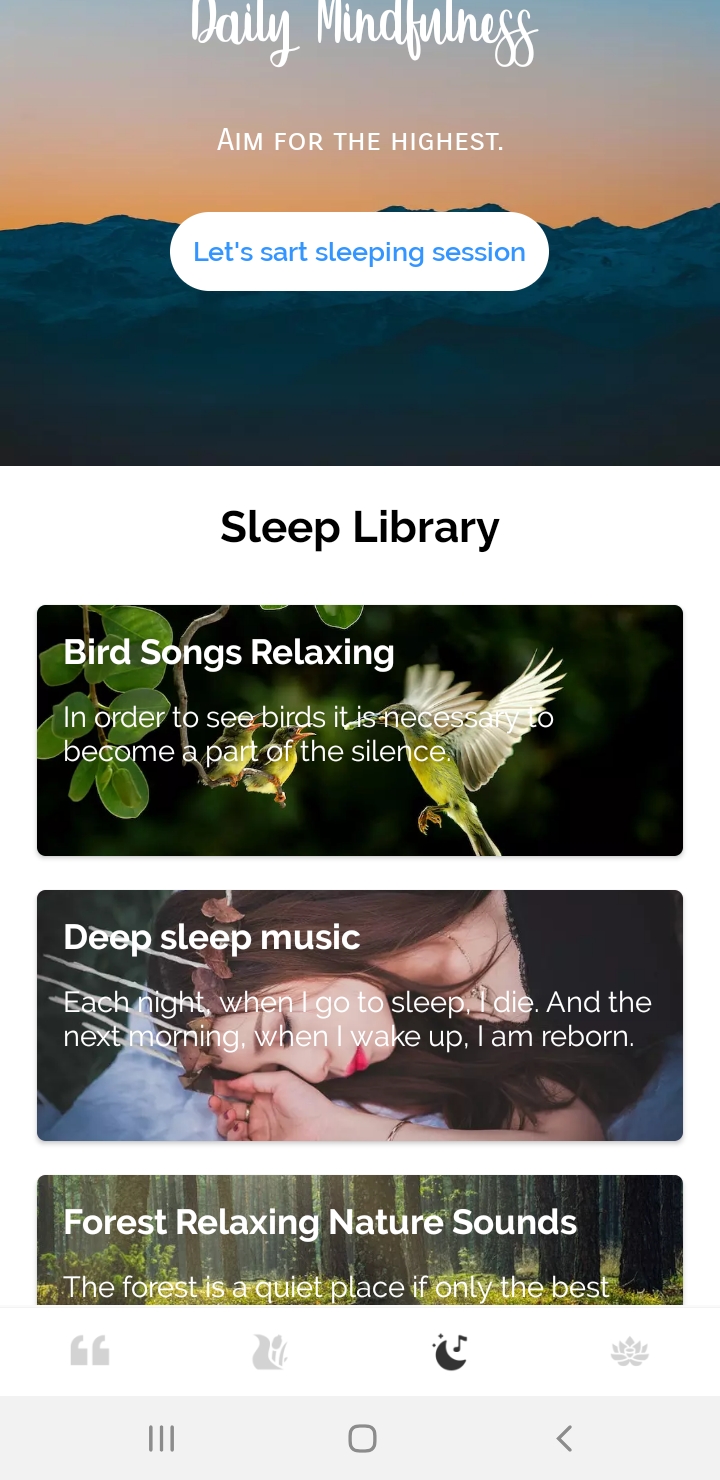 Daily Mindfulness
AIM FOR THE HIGHEST.
Let's sart sleeping session
Sleep Library
Bird Songs Relaxing
In order to see birds it is necessary to
become a part of the silence.
Deep sleep music
Each night, when I go to sleep, I die. And the
next morning, when I wake up, I am reborn.
Forest Relaxing Nature Sounds
The forest is a quiet place if only the best